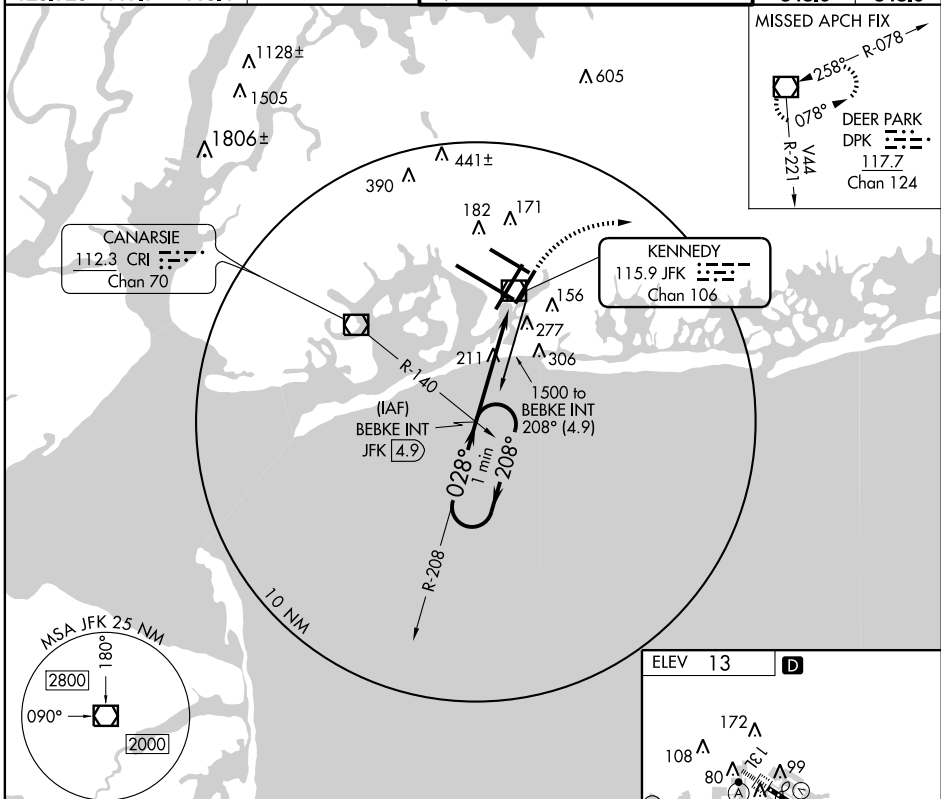 MISSED APCH FIX
R-078
258°
078°
DEER PARK
DPK
117.7
Chan 124
V44
R-221
1128±
1505
1806±
605
441±
390
182
171
CANARSIE
112.3 CRI
Chan 70
KENNEDY
115.9 JFK
Chan 106
156
277
211
306
R-140
(IAF)
BEBKE INT
JFK 4.9
1500 to
BEBKE INT
208° (4.9)
028°
1 min
208°
R-208
10 NM
MSA JFK 25 NM
180°
2800
090°
2000
ELEV 13
D
172
108
13L
80
99
A